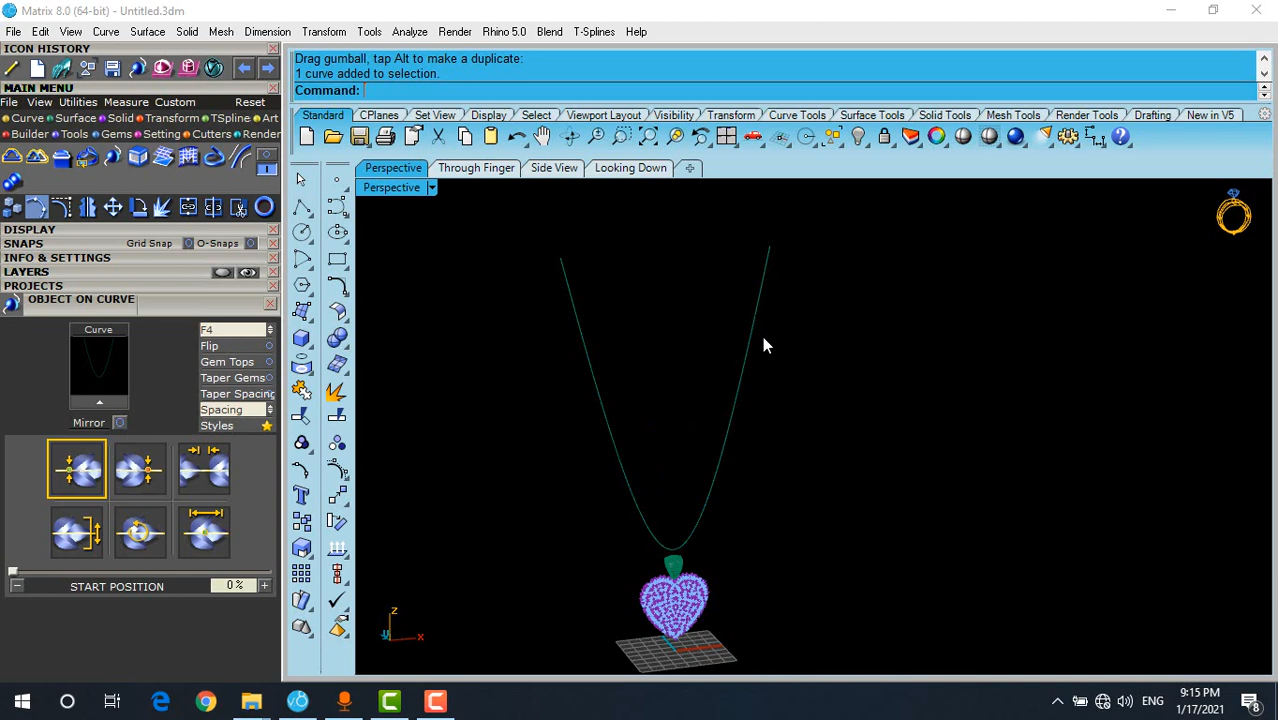 Matrix 8.0 (64-bit) - Untitled.3dm
File Edit View Curve Surface Solid Mesh Dimension Transform Tools Analyze Render Rhino 5.0 Blend T-Splines Help
ICON HISTORY
MAIN MENU
File View Utilities Measure Custom Reset
Curve Surface Solid Transform TSpline Art
Builder Tools Gems Setting Cutters Render
DISPLAY
SNAPS Grid Snap O-Snaps
INFO & SETTINGS
LAYERS
PROJECTS
OBJECT ON CURVE
Curve
F4
Flip
Gem Tops
Taper Gems
Taper Spacing
Spacing
Mirror
Styles
START POSITION 0 %
Drag gumball, tap Alt to make a duplicate:
1 curve added to selection.
Command:
Standard CPlanes Set View Display Select Viewport Layout Visibility Transform Curve Tools Surface Tools Solid Tools Mesh Tools Render Tools Drafting New in V5
Perspective Through Finger Side View Looking Down
Perspective
z
y x
ENG
9:15 PM
1/17/2021
8